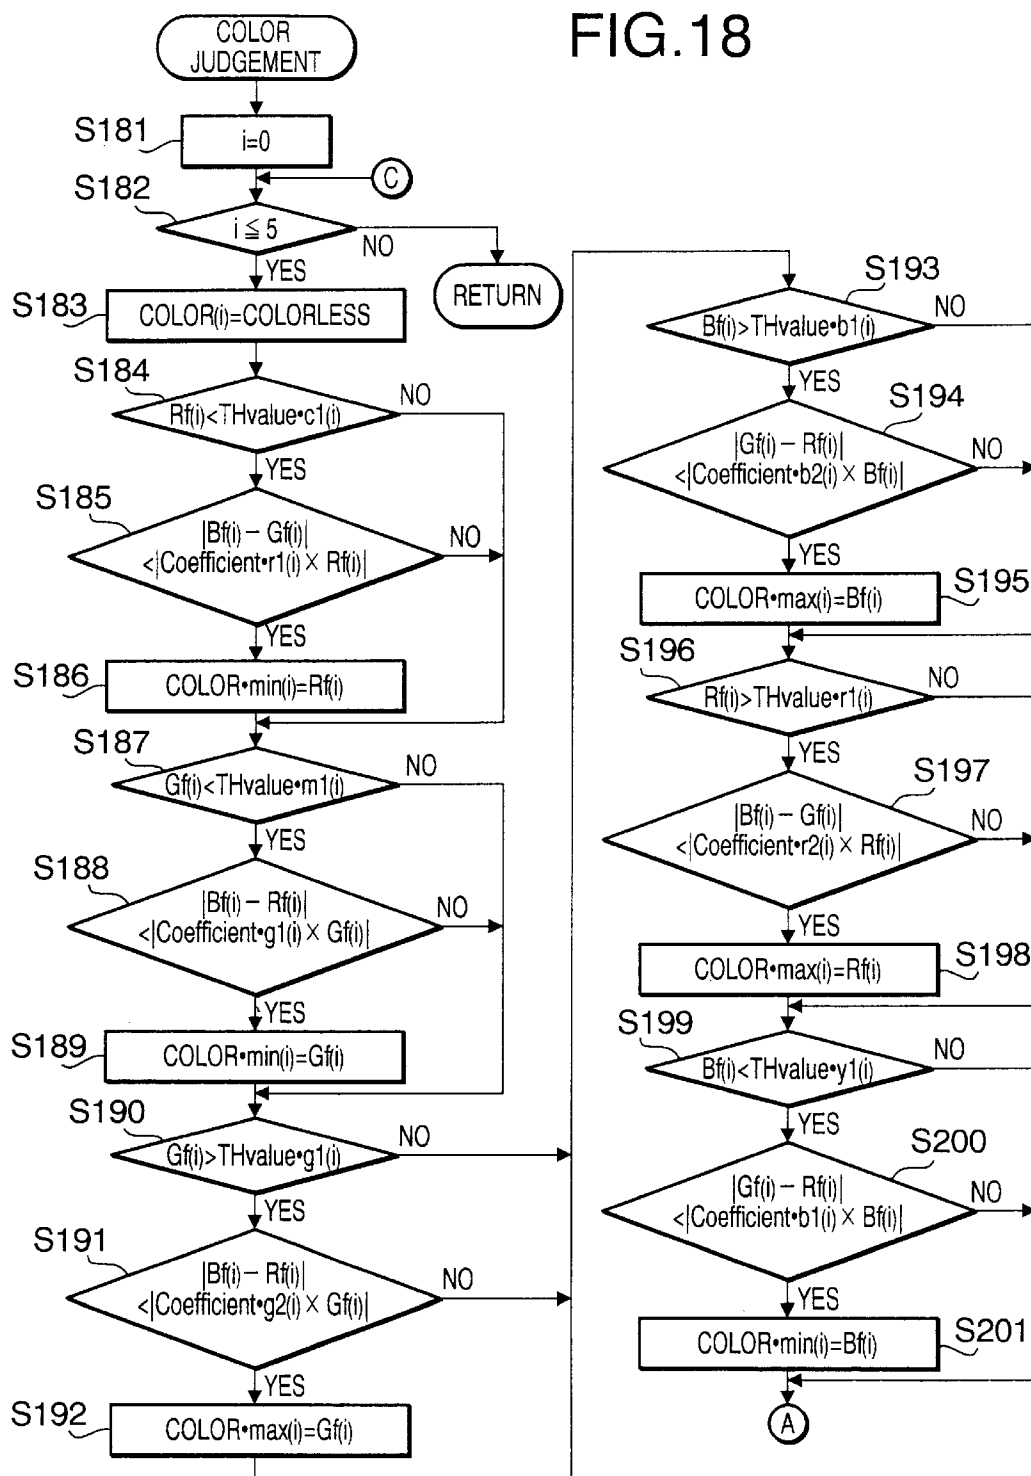 FIG.18
COLOR
JUDGEMENT
S181
i=0
C
S182
i ≦ 5
NO
YES
RETURN
S183
COLOR(i)=COLORLESS
S184
Rf(i)<THvalue•c1(i)
NO
YES
S185
|Bf(i) − Gf(i)|
<|Coefficient•r1(i) × Rf(i)|
NO
YES
S186
COLOR•min(i)=Rf(i)
S187
Gf(i)<THvalue•m1(i)
NO
YES
S188
|Bf(i) − Rf(i)|
<|Coefficient•g1(i) × Gf(i)|
NO
YES
S189
COLOR•min(i)=Gf(i)
S190
Gf(i)>THvalue•g1(i)
NO
YES
S191
|Bf(i) − Rf(i)|
<|Coefficient•g2(i) × Gf(i)|
NO
YES
S192
COLOR•max(i)=Gf(i)
S193
Bf(i)>THvalue•b1(i)
NO
YES
S194
|Gf(i) − Rf(i)|
<|Coefficient•b2(i) × Bf(i)|
NO
YES
S195
COLOR•max(i)=Bf(i)
S196
Rf(i)>THvalue•r1(i)
NO
YES
S197
|Bf(i) − Gf(i)|
<|Coefficient•r2(i) × Rf(i)|
NO
YES
S198
COLOR•max(i)=Rf(i)
S199
Bf(i)<THvalue•y1(i)
NO
YES
S200
|Gf(i) − Rf(i)|
<|Coefficient•b1(i) × Bf(i)|
NO
YES
S201
COLOR•min(i)=Bf(i)
A